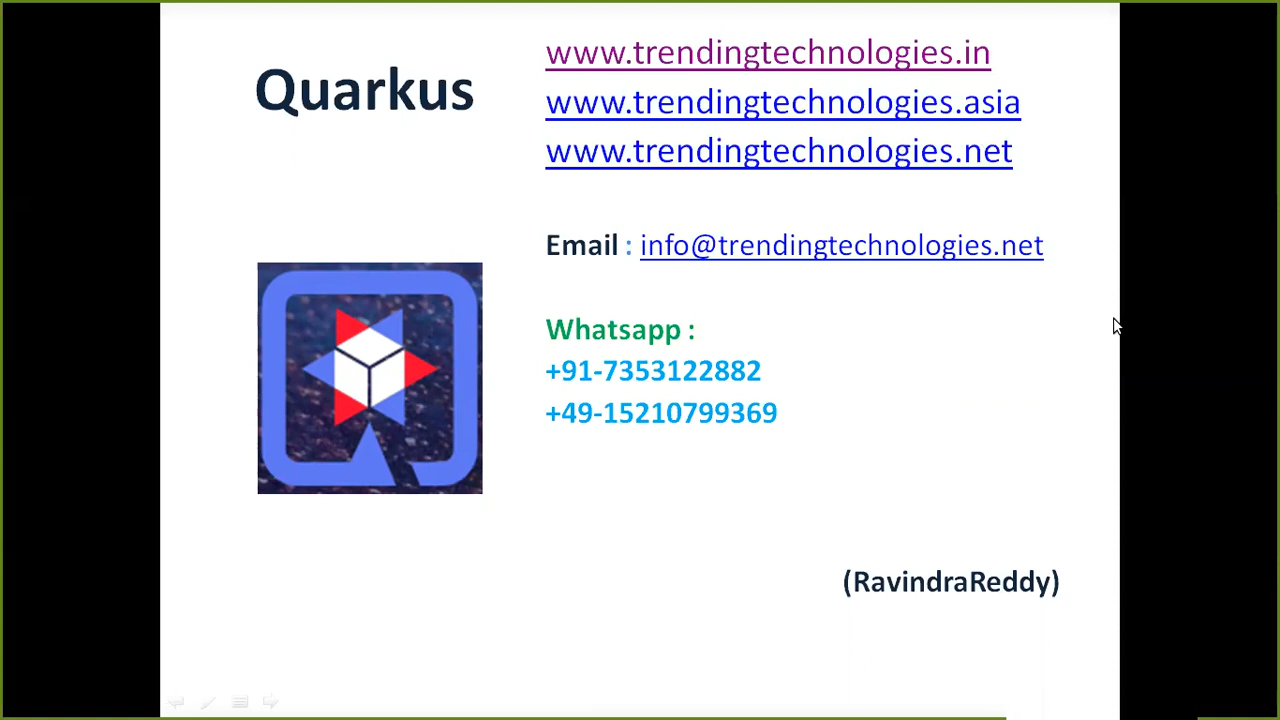 Quarkus
www.trendingtechnologies.in
www.trendingtechnologies.asia
www.trendingtechnologies.net
Email : info@trendingtechnologies.net
Whatsapp :
+91-7353122882
+49-15210799369
(RavindraReddy)